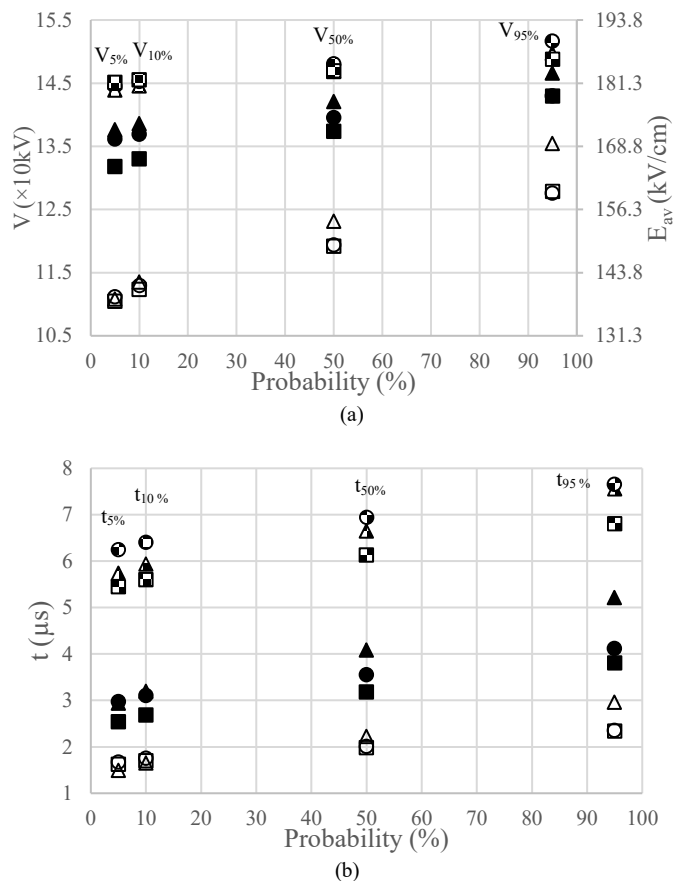 15.5
14.5
13.5
12.5
11.5
10.5
V (×10kV)
V5%
V10%
V50%
V95%
193.8
181.3
168.8
156.3
143.8
131.3
Eav (kV/cm)
0 10 20 30 40 50 60 70 80 90 100
Probability (%)
(a)
8
7
6
5
4
3
2
1
t (µs)
t5%
t10 %
t50%
t95 %
0 10 20 30 40 50 60 70 80 90 100
Probability (%)
(b)